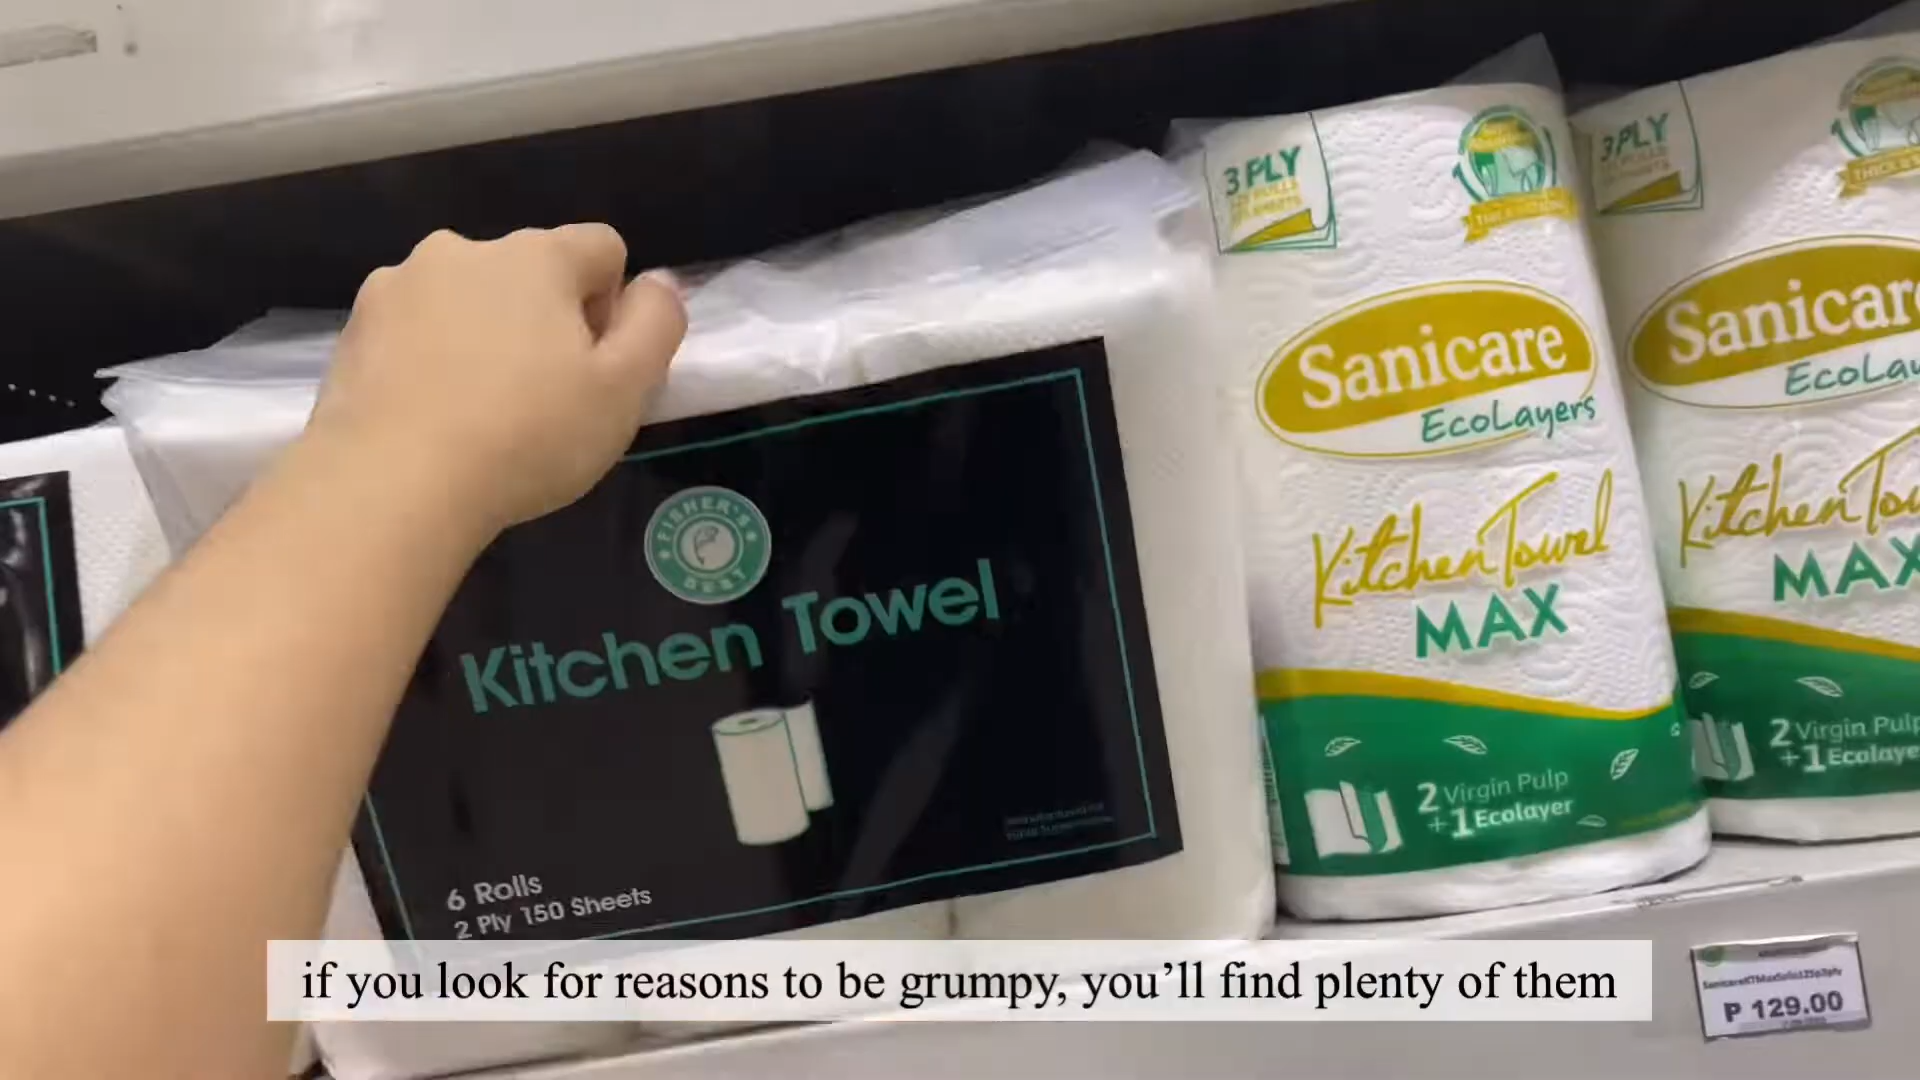 FISHER'S
BEST
Kitchen Towel
6 Rolls
2 Ply 150 Sheets
3 PLY
Sanicare
EcoLayers
Kitchen Towel
MAX
2 Virgin Pulp
+1 Ecolayer
3 PLY
Sanicare
EcoLay
Kitchen Tow
MAX
2 Virgin Pulp
+1 Ecolaye
if you look for reasons to be grumpy, you’ll find plenty of them
₱ 129.00